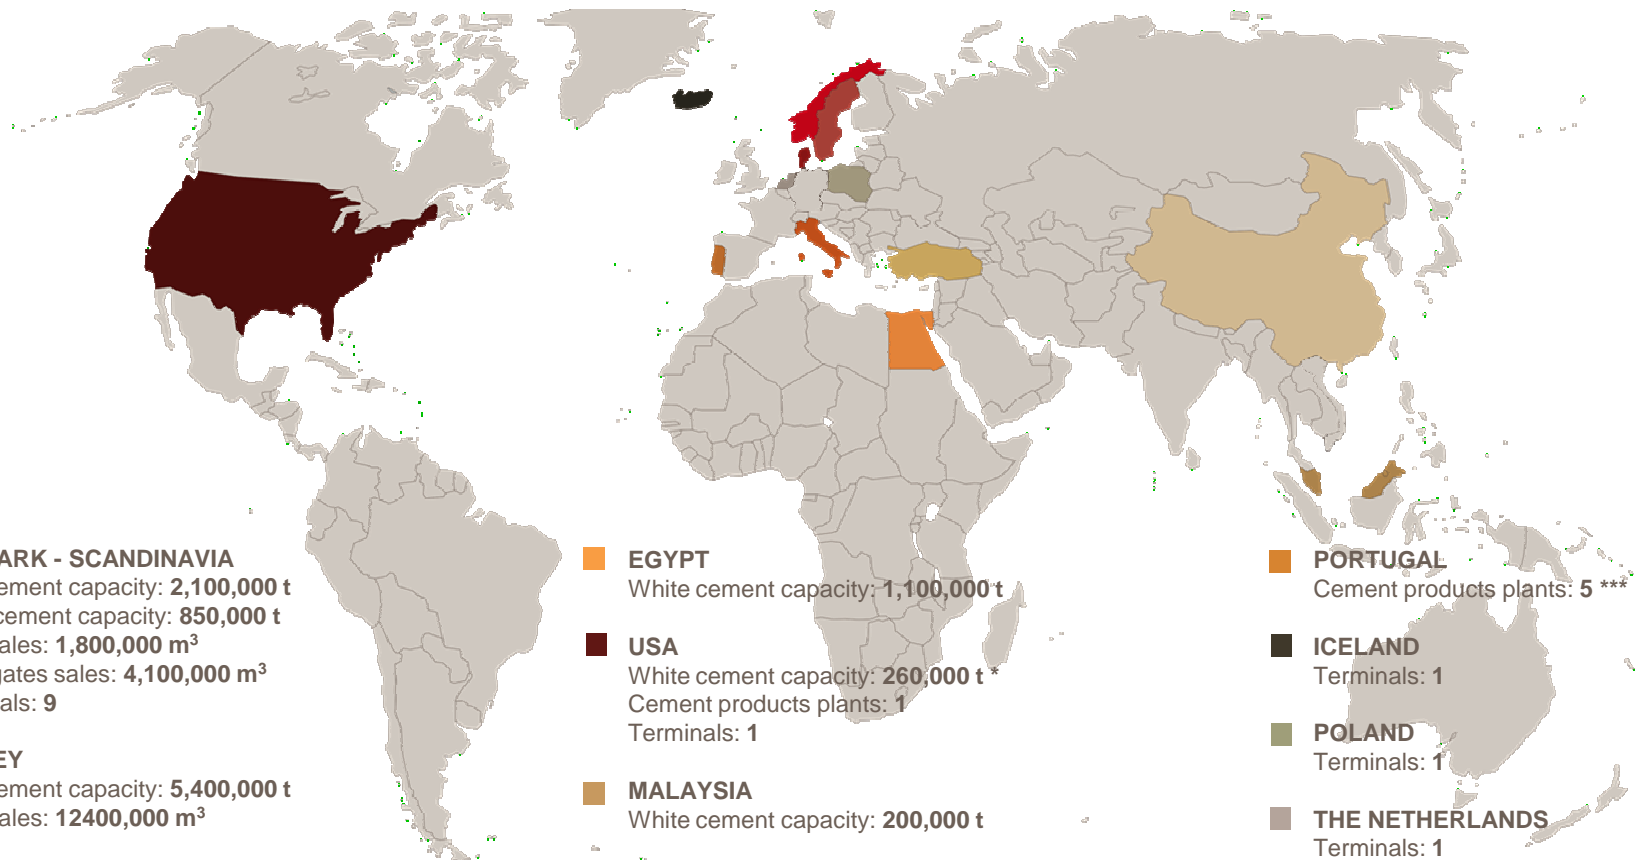 ARK - SCANDINAVIA
ement capacity: 2,100,000 t
cement capacity: 850,000 t
ales: 1,800,000 m³
gates sales: 4,100,000 m³
als: 9
EY
ement capacity: 5,400,000 t
ales: 12400,000 m³
EGYPT
White cement capacity: 1,100,000 t
USA
White cement capacity: 260,000 t *
Cement products plants: 1
Terminals: 1
MALAYSIA
White cement capacity: 200,000 t
PORTUGAL
Cement products plants: 5 ***
ICELAND
Terminals: 1
POLAND
Terminals: 1
THE NETHERLANDS
Terminals: 1